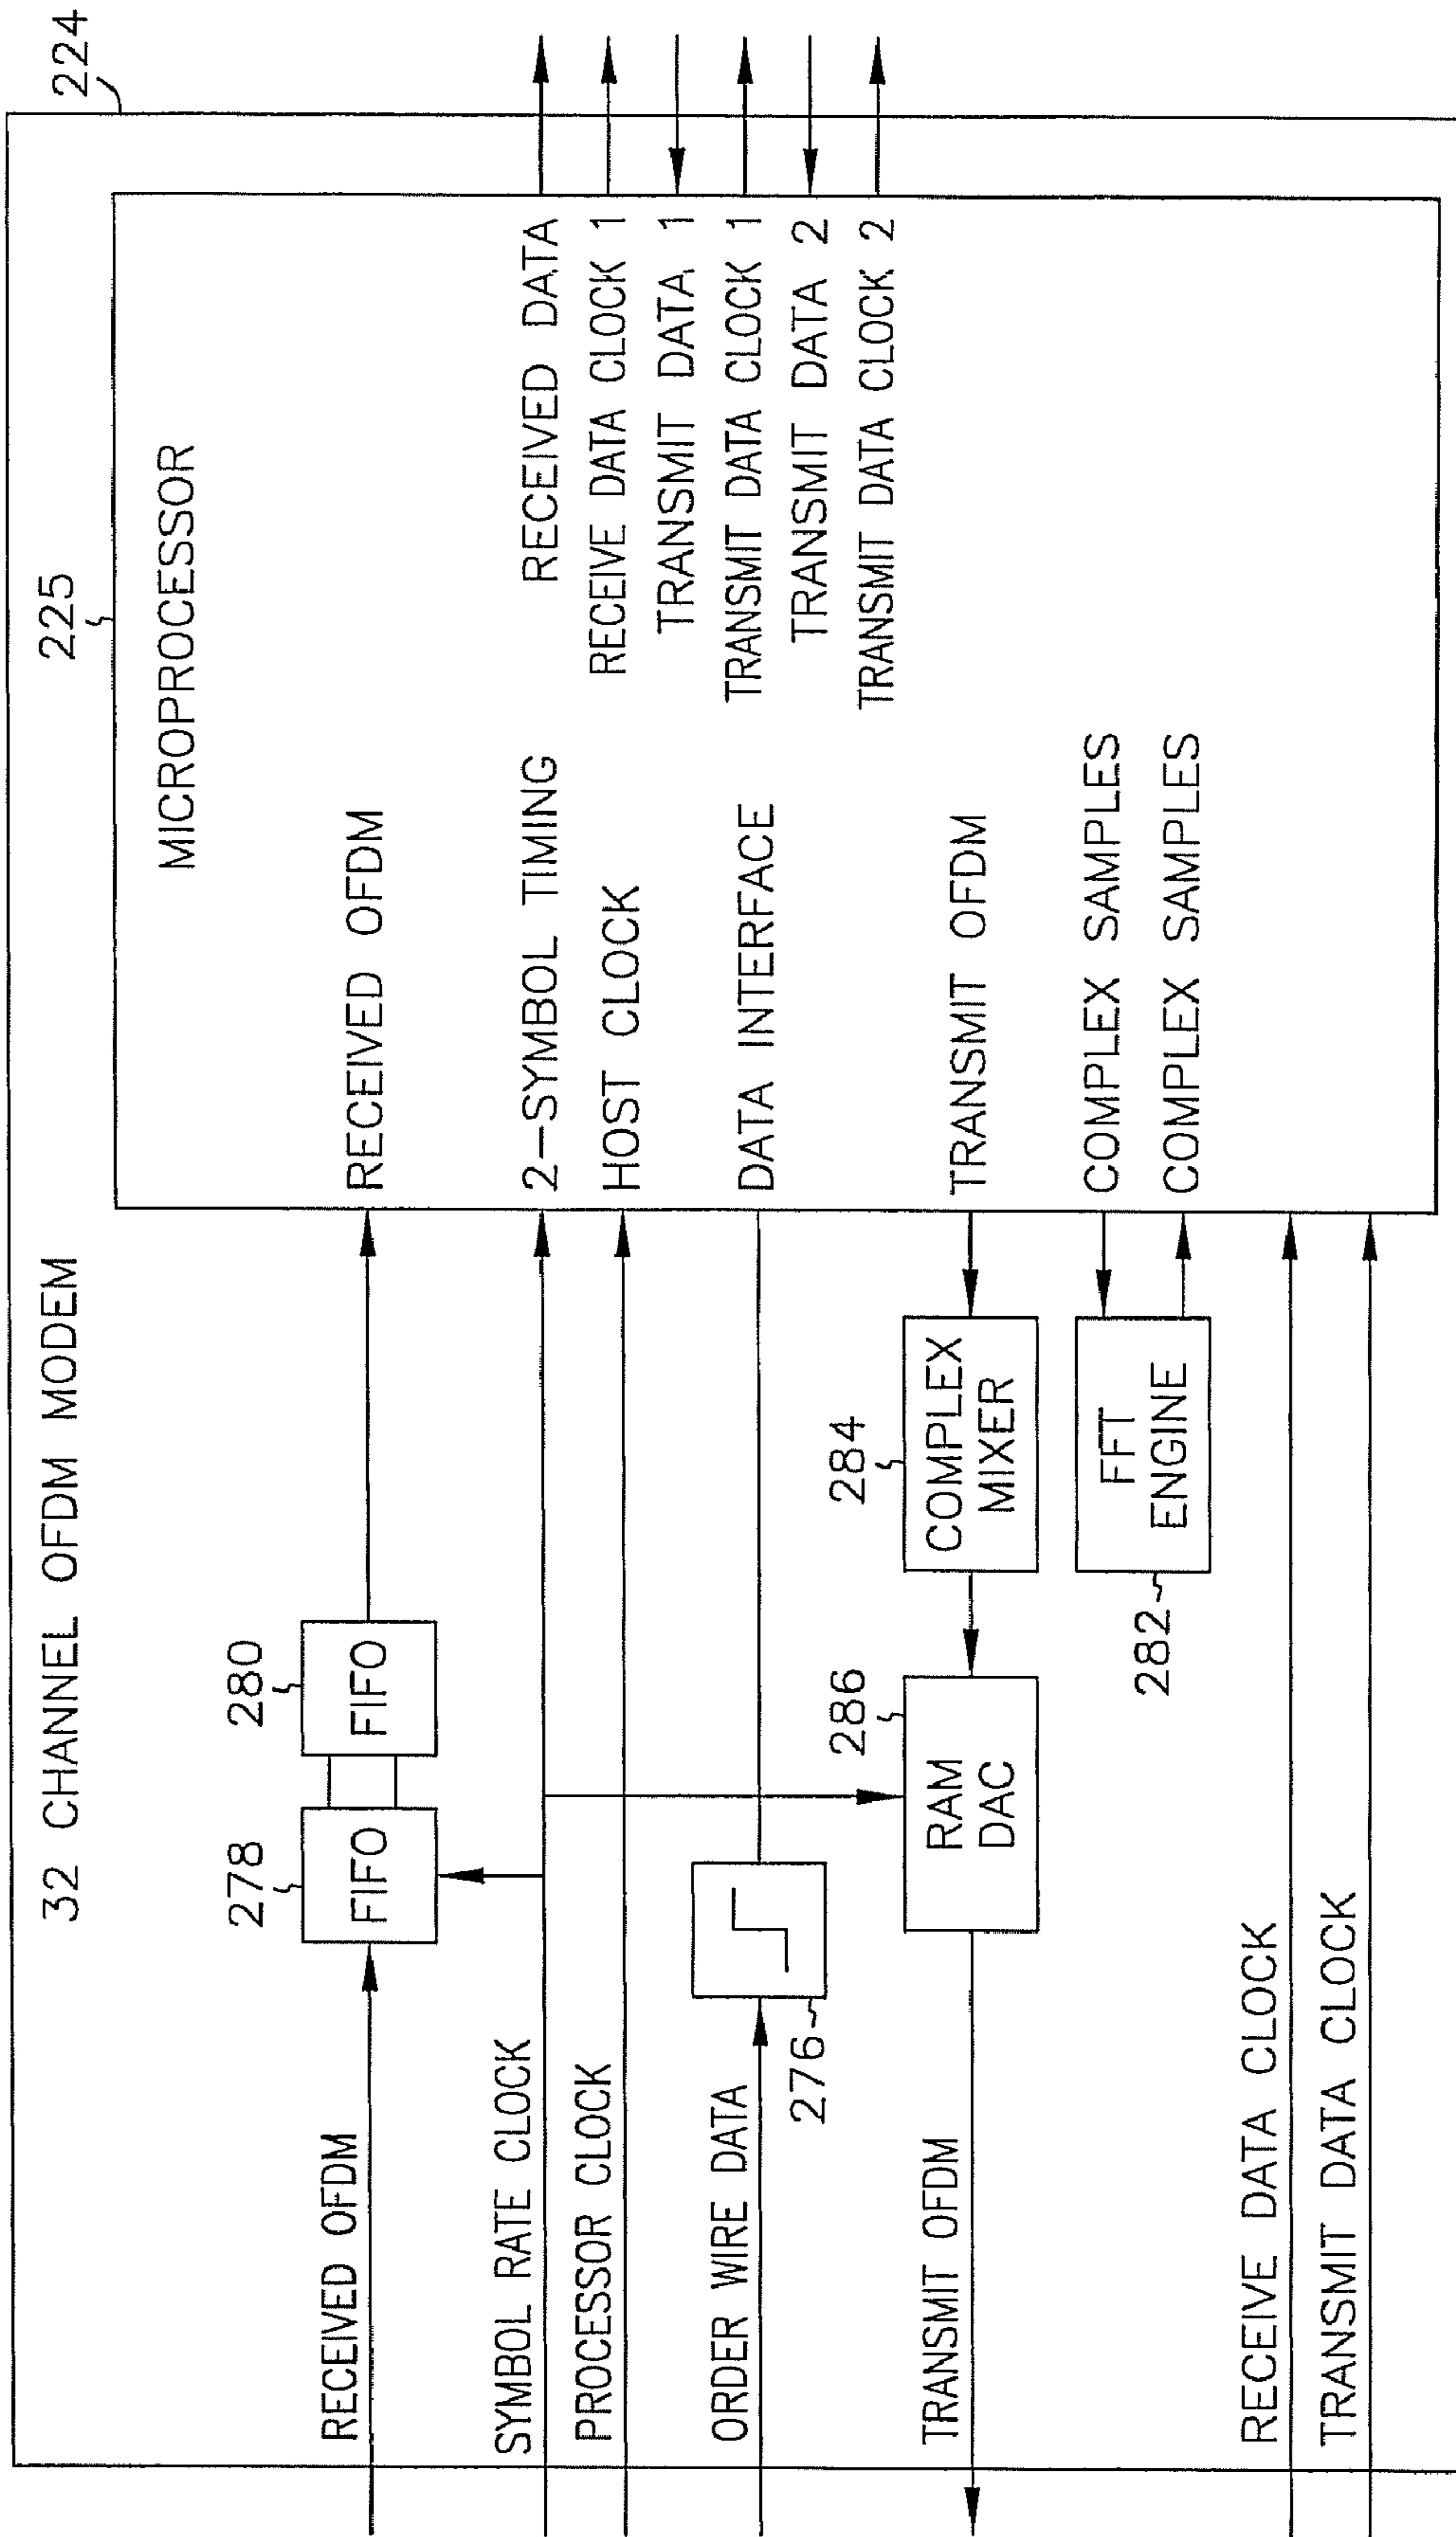 32 CHANNEL OFDM MODEM
224
225
MICROPROCESSOR
278
280
FIFO
FIFO
RECEIVED OFDM
RECEIVED OFDM
SYMBOL RATE CLOCK
2-SYMBOL TIMING
RECEIVED DATA
PROCESSOR CLOCK
HOST CLOCK
RECEIVE DATA CLOCK 1
TRANSMIT DATA 1
ORDER WIRE DATA
276
DATA INTERFACE
TRANSMIT DATA CLOCK 1
TRANSMIT DATA 2
TRANSMIT DATA CLOCK 2
286
284
TRANSMIT OFDM
RAM
DAC
COMPLEX
MIXER
TRANSMIT OFDM
FFT
ENGINE
282
COMPLEX SAMPLES
COMPLEX SAMPLES
RECEIVE DATA CLOCK
TRANSMIT DATA CLOCK